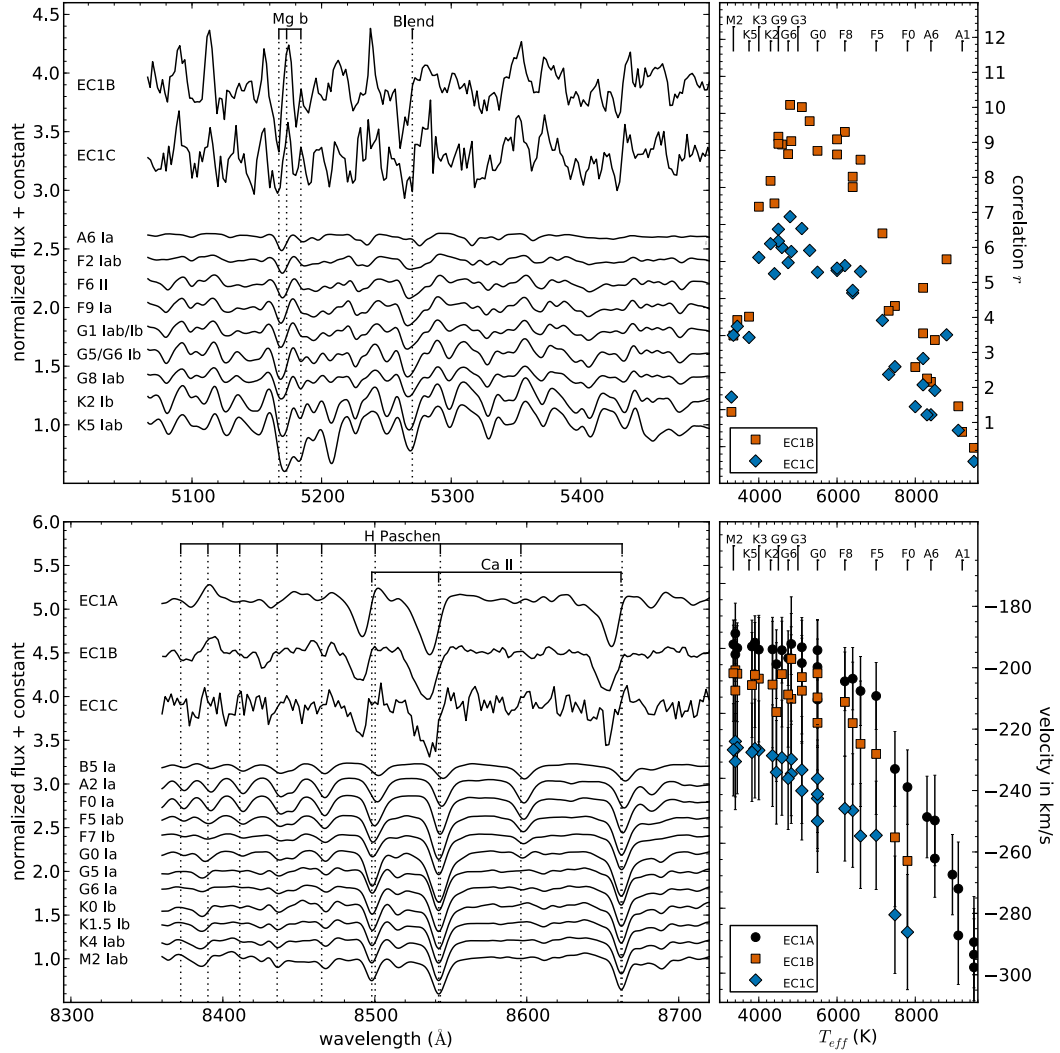 4.5
4.0
3.5
3.0
2.5
2.0
1.5
1.0
normalized flux + constant
Mg b
Blend
EC1B
EC1C
A6 Ia
F2 Iab
F6 II
F9 Ia
G1 Iab/Ib
G5/G6 Ib
G8 Iab
K2 Ib
K5 Iab
5100
5200
5300
5400
M2
K3
G9
G3
K5
K2
G6
G0
F8
F5
F0
A6
A1
12
11
10
9
8
7
6
5
4
3
2
1
correlation r
EC1B
EC1C
4000
6000
8000
6.0
5.5
5.0
4.5
4.0
3.5
3.0
2.5
2.0
1.5
1.0
normalized flux + constant
H Paschen
Ca II
EC1A
EC1B
EC1C
B5 Ia
A2 Ia
F0 Ia
F5 Iab
F7 Ib
G0 Ia
G5 Ia
G6 Ia
K0 Ib
K1.5 Ib
K4 Iab
M2 Iab
8300
8400
8500
8600
8700
wavelength (Å)
M2
K3
G9
G3
K5
K2
G6
G0
F8
F5
F0
A6
A1
−180
−200
−220
−240
−260
−280
−300
velocity in km/s
EC1A
EC1B
EC1C
4000
6000
8000
T_eff (K)